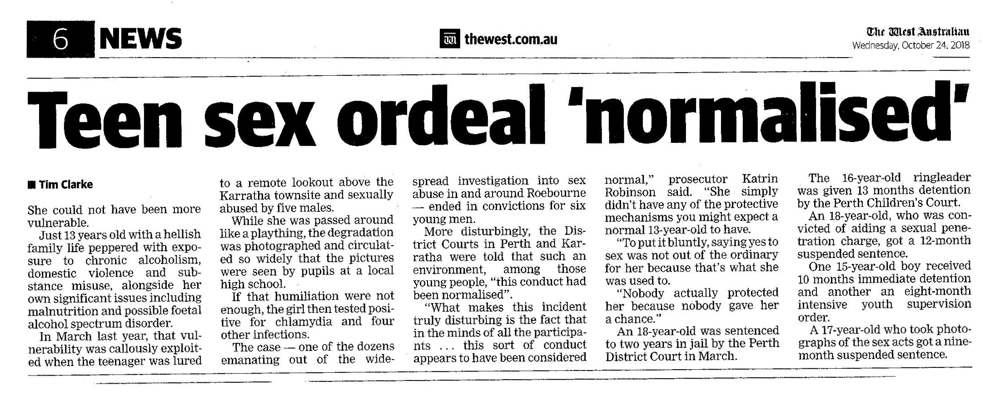 6 NEWS
thewest.com.au
The West Australian
Wednesday, October 24, 2018
Teen sex ordeal 'normalised'
■ Tim Clarke
She could not have been more
vulnerable.
Just 13 years old with a hellish
family life peppered with expo-
sure to chronic alcoholism,
domestic violence and sub-
stance misuse, alongside her
own significant issues including
malnutrition and possible foetal
alcohol spectrum disorder.
In March last year, that vul-
nerability was callously exploit-
ed when the teenager was lured
to a remote lookout above the
Karratha townsite and sexually
abused by five males.
While she was passed around
like a plaything, the degradation
was photographed and circulat-
ed so widely that the pictures
were seen by pupils at a local
high school.
If that humiliation were not
enough, the girl then tested posi-
tive for chlamydia and four
other infections.
The case — one of the dozens
emanating out of the wide-
spread investigation into sex
abuse in and around Roebourne
— ended in convictions for six
young men.
More disturbingly, the Dis-
trict Courts in Perth and Kar-
ratha were told that such an
environment, among those
young people, “this conduct had
been normalised”.
“What makes this incident
truly disturbing is the fact that
in the minds of all the participa-
nts ... this sort of conduct
appears to have been considered
normal,” prosecutor Katrin
Robinson said. “She simply
didn’t have any of the protective
mechanisms you might expect a
normal 13-year-old to have.
“To put it bluntly, saying yes to
sex was not out of the ordinary
for her because that’s what she
was used to.
“Nobody actually protected
her because nobody gave her
a chance.”
An 18-year-old was sentenced
to two years in jail by the Perth
District Court in March.
The 16-year-old ringleader
was given 13 months detention
by the Perth Children’s Court.
An 18-year-old, who was con-
victed of aiding a sexual pene-
tration charge, got a 12-month
suspended sentence.
One 15-year-old boy received
10 months immediate detention
and another an eight-month
intensive youth supervision
order.
A 17-year-old who took photo-
graphs of the sex acts got a nine-
month suspended sentence.